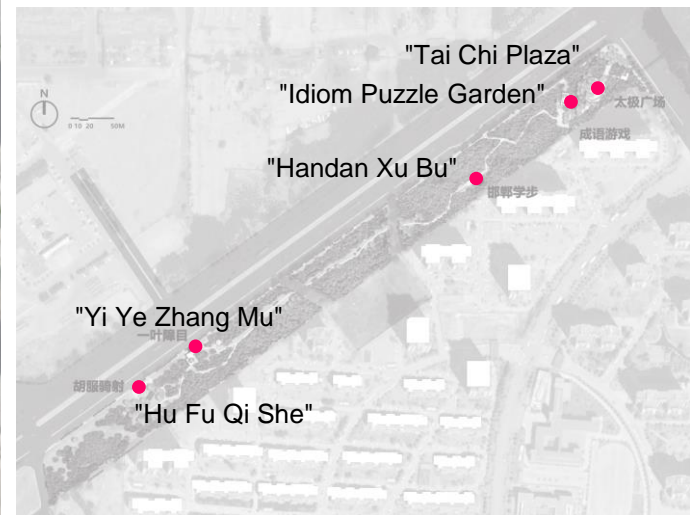 "Tai Chi Plaza"
"Idiom Puzzle Garden"
太极广场
N
0 10 20 50M
成语游戏
"Handan Xu Bu"
邯郸学步
"Yi Ye Zhang Mu"
一叶障目
胡服骑射
"Hu Fu Qi She"